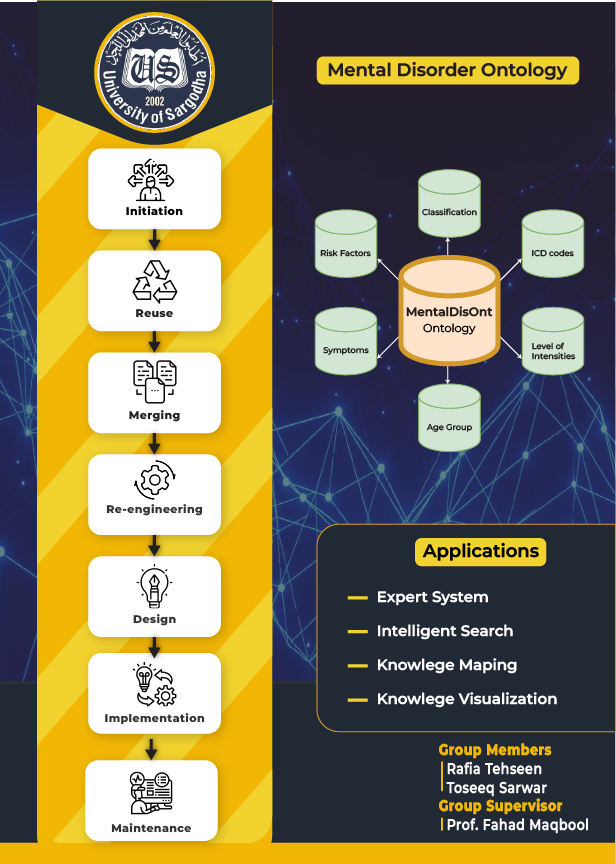 US
2002
University of Sargodha
Initiation
Reuse
Merging
Re-engineering
Design
Implementation
Maintenance
Mental Disorder Ontology
Classification
Risk Factors
ICD codes
MentalDisOnt
Ontology
Symptoms
Level of
Intensities
Age Group
Applications
Expert System
Intelligent Search
Knowlege Maping
Knowlege Visualization
Group Members
Rafia Tehseen
Toseeq Sarwar
Group Supervisor
Prof. Fahad Maqbool